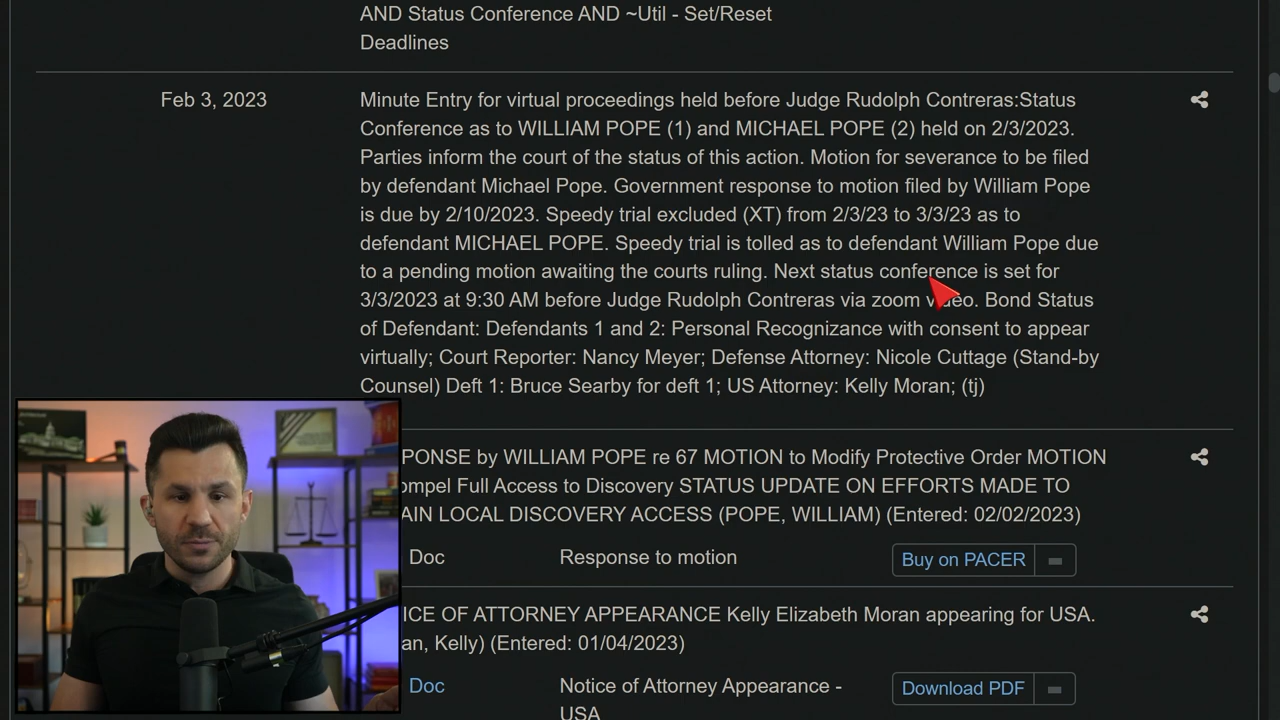 AND Status Conference AND ~Util - Set/Reset
Deadlines
Feb 3, 2023
Minute Entry for virtual proceedings held before Judge Rudolph Contreras:Status
Conference as to WILLIAM POPE (1) and MICHAEL POPE (2) held on 2/3/2023.
Parties inform the court of the status of this action. Motion for severance to be filed
by defendant Michael Pope. Government response to motion filed by William Pope
is due by 2/10/2023. Speedy trial excluded (XT) from 2/3/23 to 3/3/23 as to
defendant MICHAEL POPE. Speedy trial is tolled as to defendant William Pope due
to a pending motion awaiting the courts ruling. Next status conference is set for
3/3/2023 at 9:30 AM before Judge Rudolph Contreras via zoom video. Bond Status
of Defendant: Defendants 1 and 2: Personal Recognizance with consent to appear
virtually; Court Reporter: Nancy Meyer; Defense Attorney: Nicole Cuttage (Stand-by
Counsel) Deft 1: Bruce Searby for deft 1; US Attorney: Kelly Moran; (tj)
PONSE by WILLIAM POPE re 67 MOTION to Modify Protective Order MOTION
ompel Full Access to Discovery STATUS UPDATE ON EFFORTS MADE TO
AIN LOCAL DISCOVERY ACCESS (POPE, WILLIAM) (Entered: 02/02/2023)
Doc
Response to motion
Buy on PACER
ICE OF ATTORNEY APPEARANCE Kelly Elizabeth Moran appearing for USA.
an, Kelly) (Entered: 01/04/2023)
Doc
Notice of Attorney Appearance -
USA
Download PDF